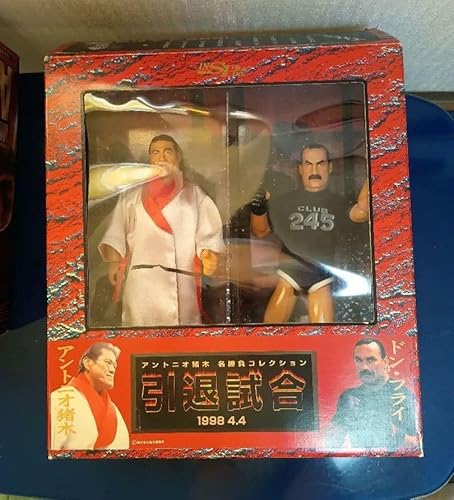 CLUB
245
アントニオ猪木 名勝負コレクション
引退試合
1998 4.4
アントニオ猪木
ドン・フライ